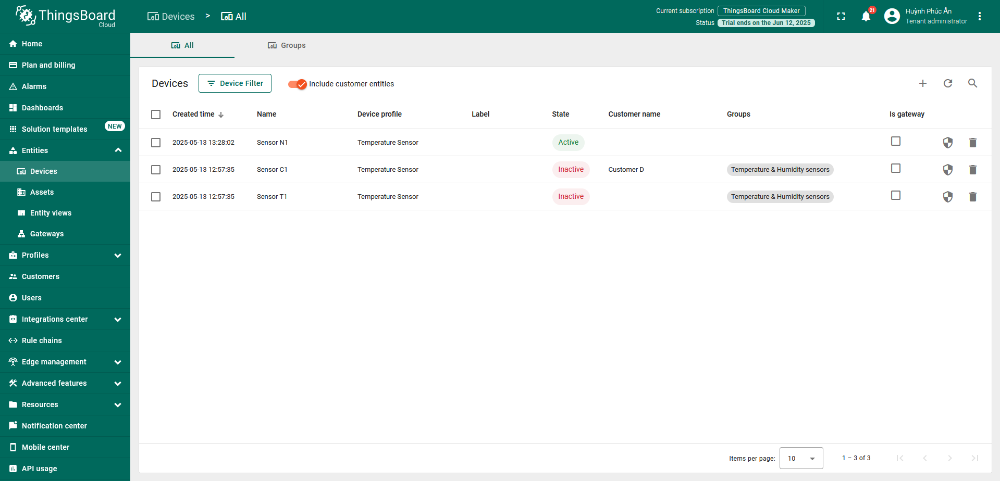 ThingsBoard
Cloud
Devices > All
Current subscription ThingsBoard Cloud Maker
Status Trial ends on the Jun 12, 2025
21
Huỳnh Phúc Ấn
Tenant administrator
Home
Plan and billing
Alarms
Dashboards
Solution templates NEW
Entities
Devices
Assets
Entity views
Gateways
Profiles
Customers
Users
Integrations center
Rule chains
Edge management
Advanced features
Resources
Notification center
Mobile center
API usage
All Groups
Devices Device Filter Include customer entities
Created time Name Device profile Label State Customer name Groups Is gateway
2025-05-13 13:28:02 Sensor N1 Temperature Sensor Active
2025-05-13 12:57:35 Sensor C1 Temperature Sensor Inactive Customer D Temperature & Humidity sensors
2025-05-13 12:57:35 Sensor T1 Temperature Sensor Inactive Temperature & Humidity sensors
Items per page: 10 1 – 3 of 3